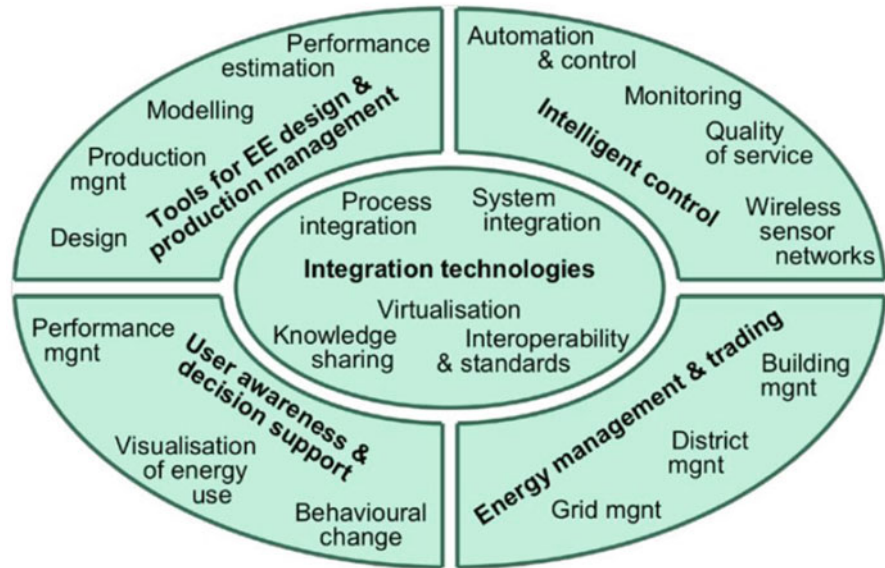 Performance
estimation
Modelling
Production
mgnt
Design
Tools for EE design &
production management
Automation
& control
Monitoring
Quality
of service
Wireless
sensor
networks
Intelligent control
Process
integration
System
integration
Integration technologies
Virtualisation
Knowledge
sharing
Interoperability
& standards
Performance
mgnt
User awareness &
decision support
Visualisation
of energy
use
Behavioural
change
Energy management & trading
Building
mgnt
District
mgnt
Grid mgnt